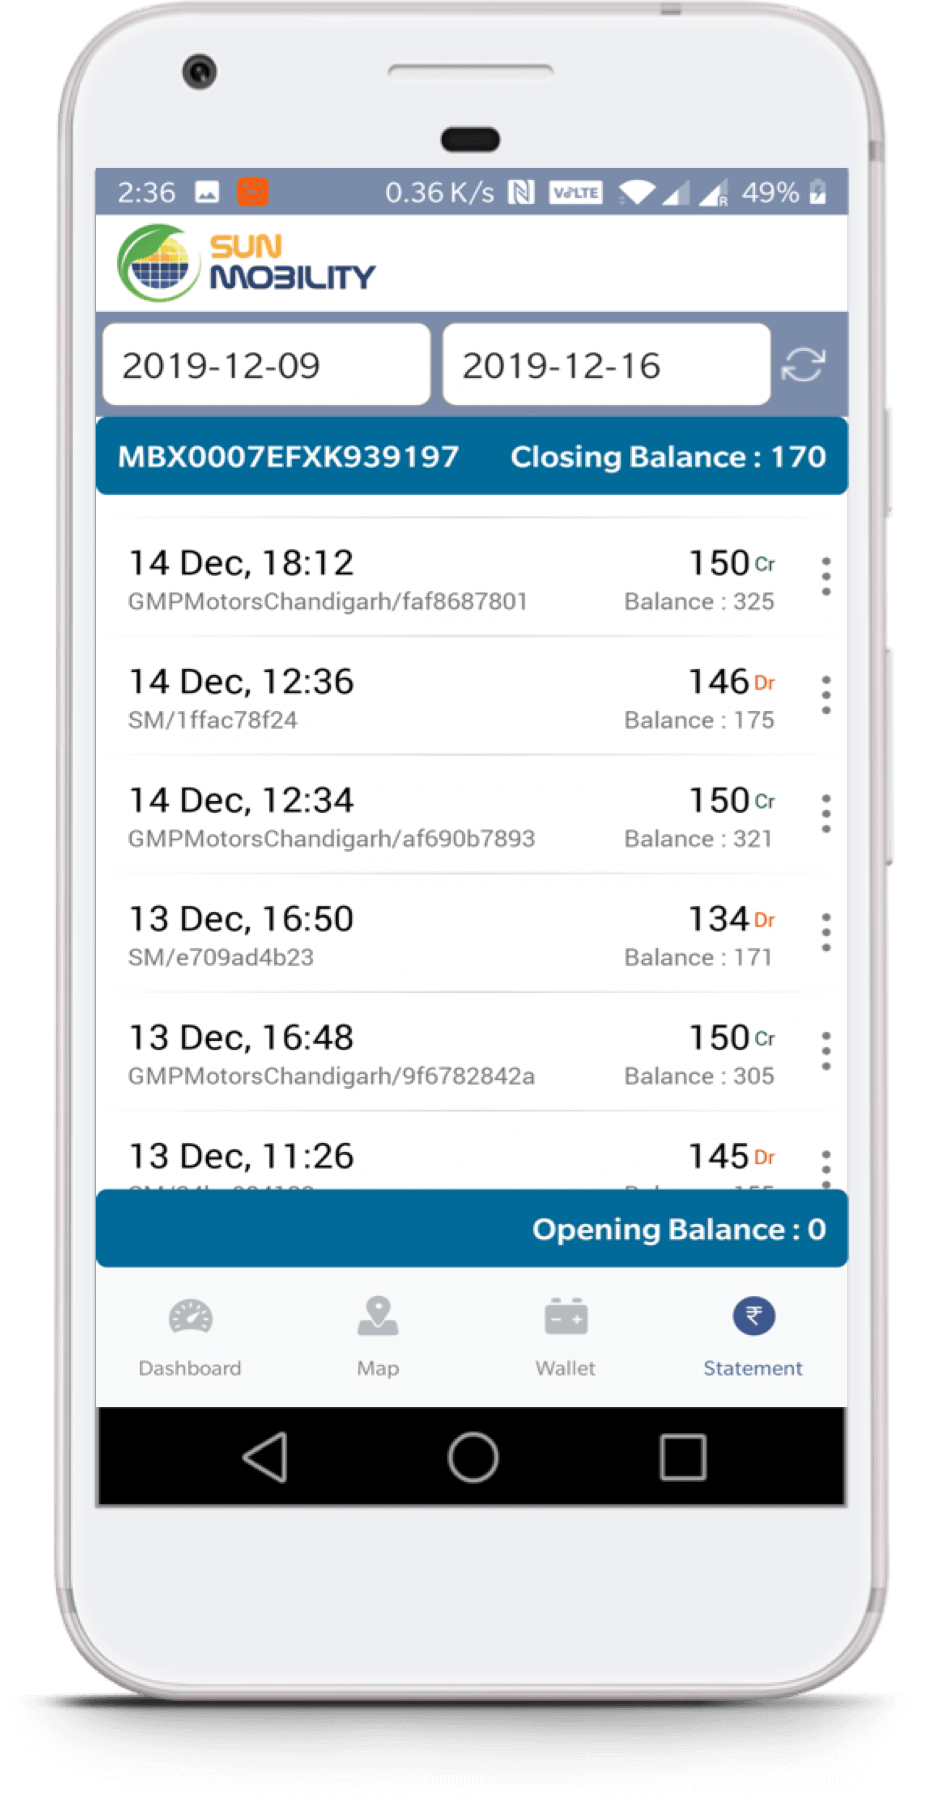 2:36 0.36 K/s VoLTE R 49%
SUN
MOBILITY
2019-12-09 2019-12-16
MBX0007EFXK939197 Closing Balance : 170
14 Dec, 18:12 150 Cr
GMPMotorsChandigarh/faf8687801 Balance : 325
14 Dec, 12:36 146 Dr
SM/1ffac78f24 Balance : 175
14 Dec, 12:34 150 Cr
GMPMotorsChandigarh/af690b7893 Balance : 321
13 Dec, 16:50 134 Dr
SM/e709ad4b23 Balance : 171
13 Dec, 16:48 150 Cr
GMPMotorsChandigarh/9f6782842a Balance : 305
13 Dec, 11:26 145 Dr
Opening Balance : 0
Dashboard Map Wallet Statement